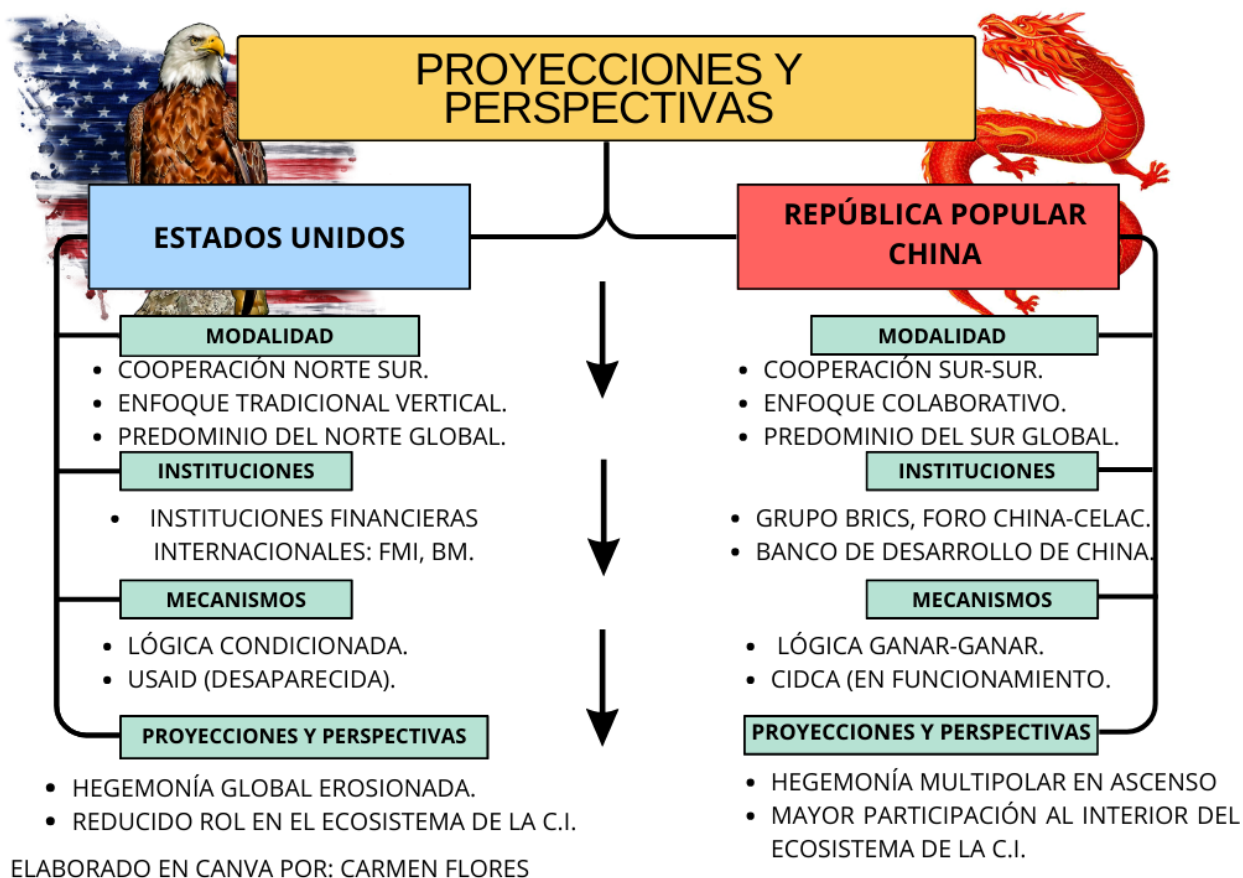 PROYECCIONES Y
PERSPECTIVAS
ESTADOS UNIDOS
MODALIDAD
• COOPERACIÓN NORTE SUR.
• ENFOQUE TRADICIONAL VERTICAL.
• PREDOMINIO DEL NORTE GLOBAL.
INSTITUCIONES
• INSTITUCIONES FINANCIERAS
INTERNACIONALES: FMI, BM.
MECANISMOS
• LÓGICA CONDICIONADA.
• USAID (DESAPARECIDA).
PROYECCIONES Y PERSPECTIVAS
• HEGEMONÍA GLOBAL EROSIONADA.
• REDUCIDO ROL EN EL ECOSISTEMA DE LA C.I.
REPÚBLICA POPULAR
CHINA
MODALIDAD
• COOPERACIÓN SUR-SUR.
• ENFOQUE COLABORATIVO.
• PREDOMINIO DEL SUR GLOBAL.
INSTITUCIONES
• GRUPO BRICS, FORO CHINA-CELAC.
• BANCO DE DESARROLLO DE CHINA.
MECANISMOS
• LÓGICA GANAR-GANAR.
• CIDCA (EN FUNCIONAMIENTO.
PROYECCIONES Y PERSPECTIVAS
• HEGEMONÍA MULTIPOLAR EN ASCENSO
• MAYOR PARTICIPACIÓN AL INTERIOR DEL
ECOSISTEMA DE LA C.I.
ELABORADO EN CANVA POR: CARMEN FLORES